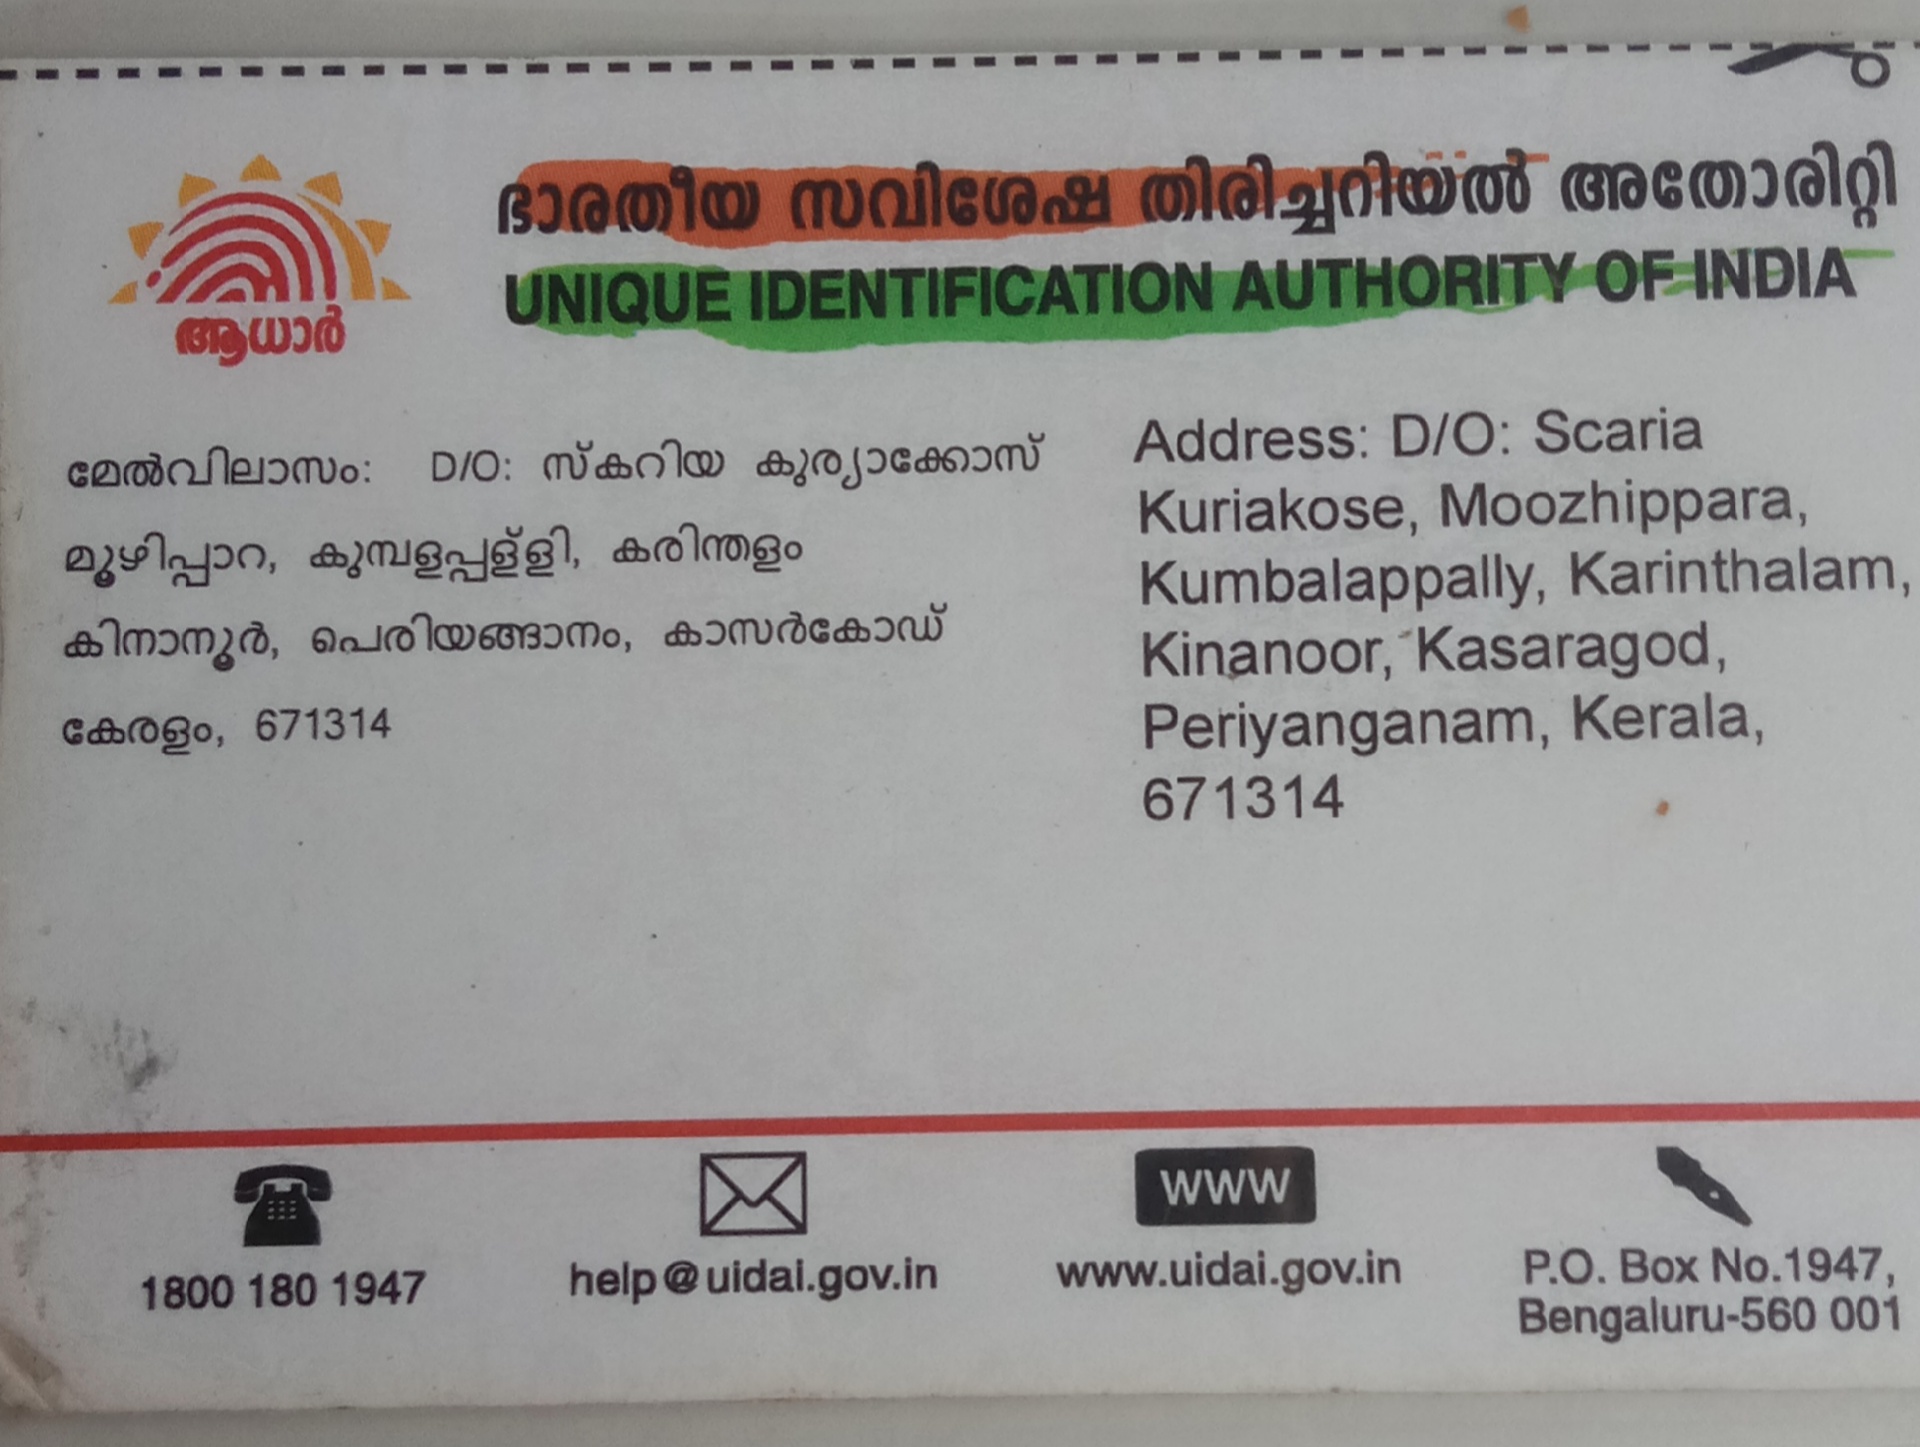 ഭാരതീയ സവിശേഷ തിരിച്ചറിയൽ അതോരിറ്റി
UNIQUE IDENTIFICATION AUTHORITY OF INDIA
ആധാർ
മേൽവിലാസം: D/O: സ്കറിയ കുര്യാക്കോസ്
മൂഴിപ്പാറ, കുമ്പളപ്പള്ളി, കരിന്തളം
കിനാനൂർ, പെരിയങ്ങാനം, കാസർകോഡ്
കേരളം, 671314
Address: D/O: Scaria
Kuriakose, Moozhippara,
Kumbalappally, Karinthalam,
Kinanoor, Kasaragod,
Periyanganam, Kerala,
671314
1800 180 1947
help@uidai.gov.in
www
www.uidai.gov.in
P.O. Box No.1947,
Bengaluru-560 001